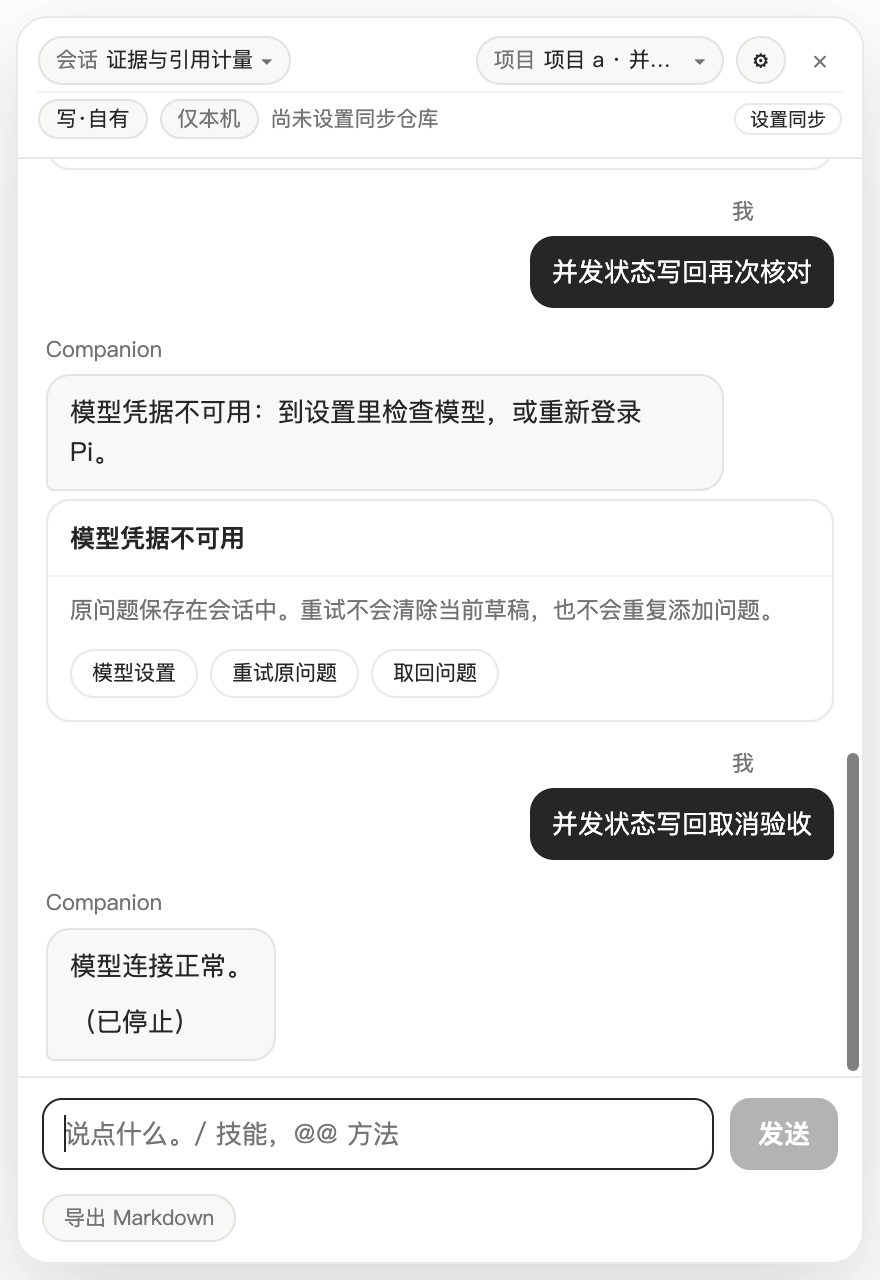 会话 证据与引用计量
项目 项目 a · 并…
写·自有
仅本机
尚未设置同步仓库
设置同步
我
并发状态写回再次核对
Companion
模型凭据不可用：到设置里检查模型，或重新登录
Pi。
模型凭据不可用
原问题保存在会话中。重试不会清除当前草稿，也不会重复添加问题。
模型设置
重试原问题
取回问题
我
并发状态写回取消验收
Companion
模型连接正常。
（已停止）
说点什么。/ 技能，@@ 方法
发送
导出 Markdown